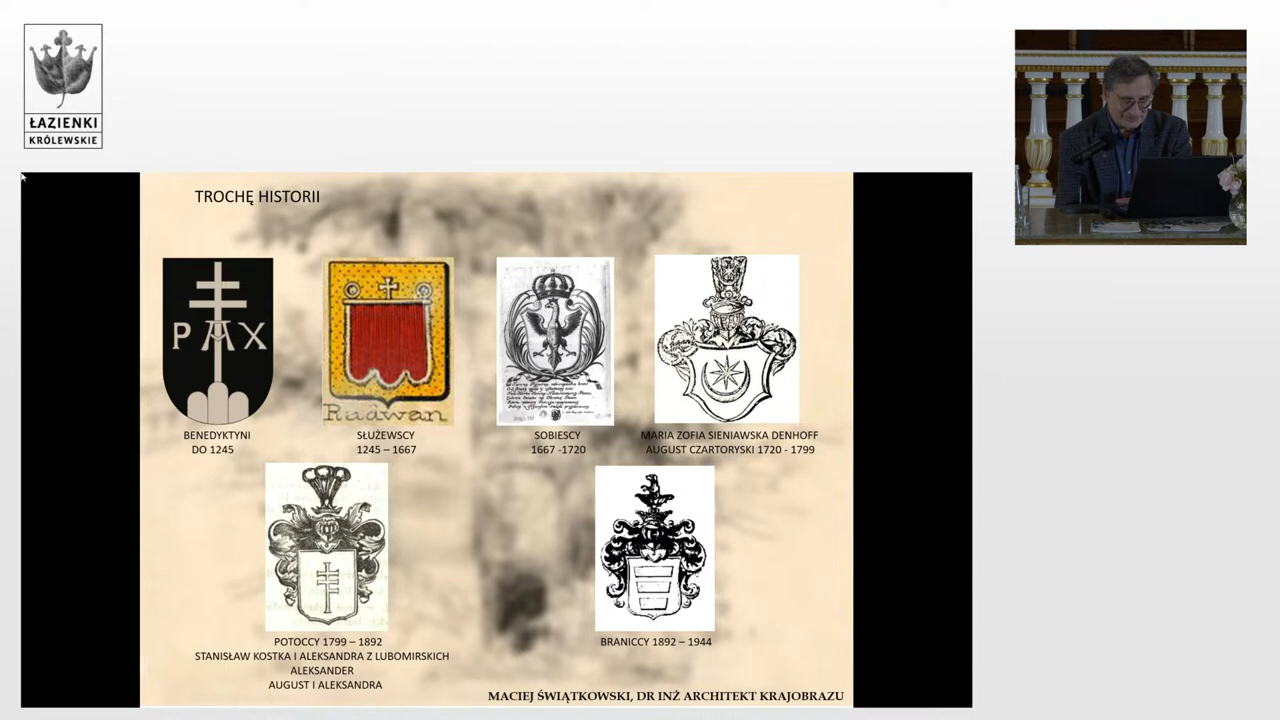 ŁAZIENKI
KRÓLEWSKIE
TROCHĘ HISTORII
PAX
Radwan
BENEDYKTYNI
DO 1245
SŁUŻEWSCY
1245 – 1667
SOBIESCY
1667 -1720
MARIA ZOFIA SIENIAWSKA DENHOFF
AUGUST CZARTORYSKI 1720 - 1799
POTOCCY 1799 – 1892
STANISŁAW KOSTKA I ALEKSANDRA Z LUBOMIRSKICH
ALEKSANDER
AUGUST I ALEKSANDRA
BRANICCY 1892 – 1944
MACIEJ ŚWIĄTKOWSKI, DR INŻ ARCHITEKT KRAJOBRAZU